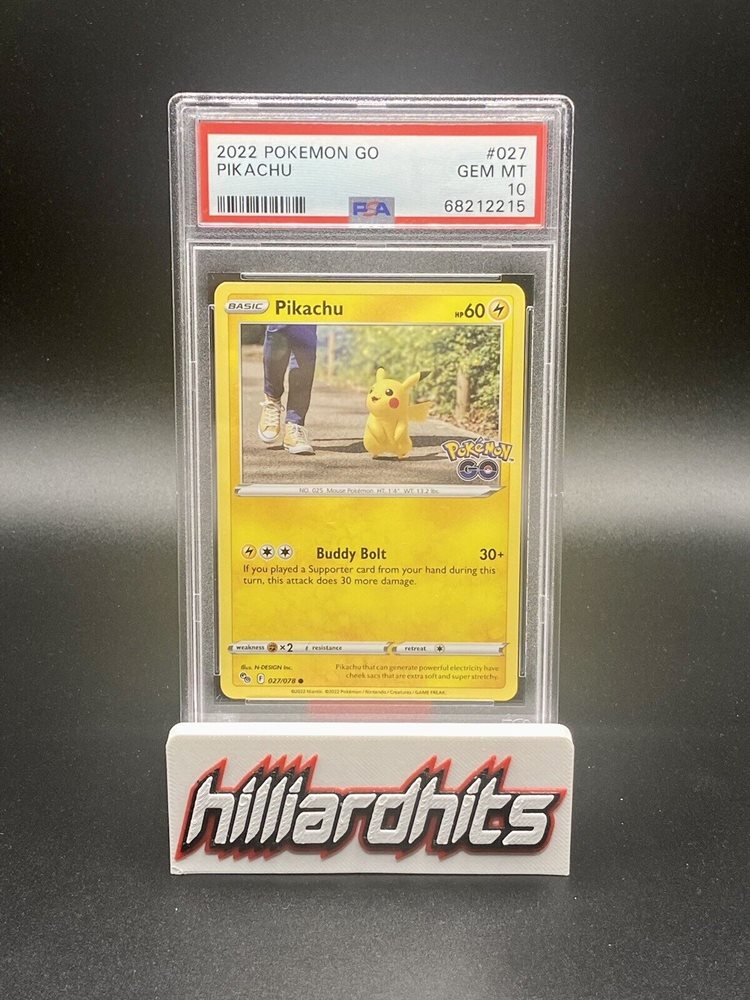 2022 POKEMON GO #027
PIKACHU GEM MT
10
PSA 68212215
BASIC Pikachu HP60
Pokémon
GO
NO. 025 Mouse Pokémon HT: 1'4" WT: 13.2 lbs.
Buddy Bolt 30+
If you played a Supporter card from your hand during this
turn, this attack does 30 more damage.
weakness ×2 resistance retreat
Illus. N-DESIGN Inc. Pikachu that can generate powerful electricity have
cheek sacs that are extra soft and super stretchy.
F 027/078
©2022 Niantic. ©2022 Pokémon / Nintendo / Creatures / GAME FREAK.
hilliardhits